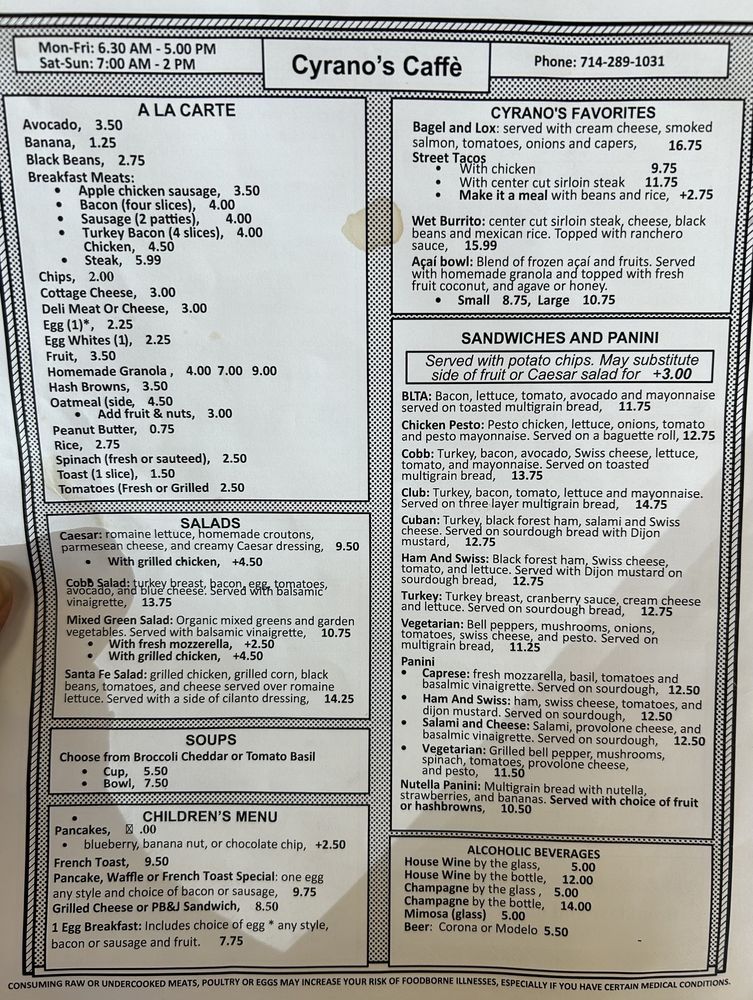 Mon-Fri: 6.30 AM - 5.00 PM
Sat-Sun: 7:00 AM - 2 PM
Cyrano's Caffè
Phone: 714-289-1031
A LA CARTE
Avocado, 3.50
Banana, 1.25
Black Beans, 2.75
Breakfast Meats:
• Apple chicken sausage, 3.50
• Bacon (four slices), 4.00
• Sausage (2 patties), 4.00
• Turkey Bacon (4 slices), 4.00
Chicken, 4.50
• Steak, 5.99
Chips, 2.00
Cottage Cheese, 3.00
Deli Meat Or Cheese, 3.00
Egg (1)*, 2.25
Egg Whites (1), 2.25
Fruit, 3.50
Homemade Granola , 4.00 7.00 9.00
Hash Browns, 3.50
Oatmeal (side, 4.50
• Add fruit & nuts, 3.00
Peanut Butter, 0.75
Rice, 2.75
Spinach (fresh or sauteed), 2.50
Toast (1 slice), 1.50
Tomatoes (Fresh or Grilled 2.50
SALADS
Caesar: romaine lettuce, homemade croutons,
parmesean cheese, and creamy Caesar dressing, 9.50
• With grilled chicken, +4.50
Cobb Salad: turkey breast, bacon, egg, tomatoes,
avocado, and blue cheese. Served with balsamic
vinaigrette, 13.75
Mixed Green Salad: Organic mixed greens and garden
vegetables. Served with balsamic vinaigrette, 10.75
• With fresh mozzerella, +2.50
• With grilled chicken, +4.50
Santa Fe Salad: grilled chicken, grilled corn, black
beans, tomatoes, and cheese served over romaine
lettuce. Served with a side of cilanto dressing, 14.25
SOUPS
Choose from Broccoli Cheddar or Tomato Basil
• Cup, 5.50
• Bowl, 7.50
• CHILDREN'S MENU
Pancakes, .00
• blueberry, banana nut, or chocolate chip, +2.50
French Toast, 9.50
Pancake, Waffle or French Toast Special: one egg
any style and choice of bacon or sausage, 9.75
Grilled Cheese or PB&J Sandwich, 8.50
1 Egg Breakfast: Includes choice of egg * any style,
bacon or sausage and fruit. 7.75
CYRANO'S FAVORITES
Bagel and Lox: served with cream cheese, smoked
salmon, tomatoes, onions and capers, 16.75
Street Tacos
• With chicken 9.75
• With center cut sirloin steak 11.75
• Make it a meal with beans and rice, +2.75
Wet Burrito: center cut sirloin steak, cheese, black
beans and mexican rice. Topped with ranchero
sauce, 15.99
Açaí bowl: Blend of frozen açaí and fruits. Served
with homemade granola and topped with fresh
fruit coconut, and agave or honey.
• Small 8.75, Large 10.75
SANDWICHES AND PANINI
Served with potato chips. May substitute
side of fruit or Caesar salad for +3.00
BLTA: Bacon, lettuce, tomato, avocado and mayonnaise
served on toasted multigrain bread, 11.75
Chicken Pesto: Pesto chicken, lettuce, onions, tomato
and pesto mayonnaise. Served on a baguette roll, 12.75
Cobb: Turkey, bacon, avocado, Swiss cheese, lettuce,
tomato, and mayonnaise. Served on toasted
multigrain bread, 13.75
Club: Turkey, bacon, tomato, lettuce and mayonnaise.
Served on three layer multigrain bread, 14.75
Cuban: Turkey, black forest ham, salami and Swiss
cheese. Served on sourdough bread with Dijon
mustard, 12.75
Ham And Swiss: Black forest ham, Swiss cheese,
tomato, and lettuce. Served with Dijon mustard on
sourdough bread, 12.75
Turkey: Turkey breast, cranberry sauce, cream cheese
and lettuce. Served on sourdough bread, 12.75
Vegetarian: Bell peppers, mushrooms, onions,
tomatoes, swiss cheese, and pesto. Served on
multigrain bread, 11.25
Panini
• Caprese: fresh mozzarella, basil, tomatoes and
basalmic vinaigrette. Served on sourdough, 12.50
• Ham And Swiss: ham, swiss cheese, tomatoes, and
dijon mustard. Served on sourdough, 12.50
• Salami and Cheese: Salami, provolone cheese, and
basalmic vinaigrette. Served on sourdough, 12.50
• Vegetarian: Grilled bell pepper, mushrooms,
spinach, tomatoes, provolone cheese,
and pesto, 11.50
Nutella Panini: Multigrain bread with nutella,
strawberries, and bananas. Served with choice of fruit
or hashbrowns, 10.50
ALCOHOLIC BEVERAGES
House Wine by the glass, 5.00
House Wine by the bottle, 12.00
Champagne by the glass , 5.00
Champagne by the bottle, 14.00
Mimosa (glass) 5.00
Beer: Corona or Modelo 5.50
CONSUMING RAW OR UNDERCOOKED MEATS, POULTRY OR EGGS MAY INCREASE YOUR RISK OF FOODBORNE ILLNESSES, ESPECIALLY IF YOU HAVE CERTAIN MEDICAL CONDITIONS.